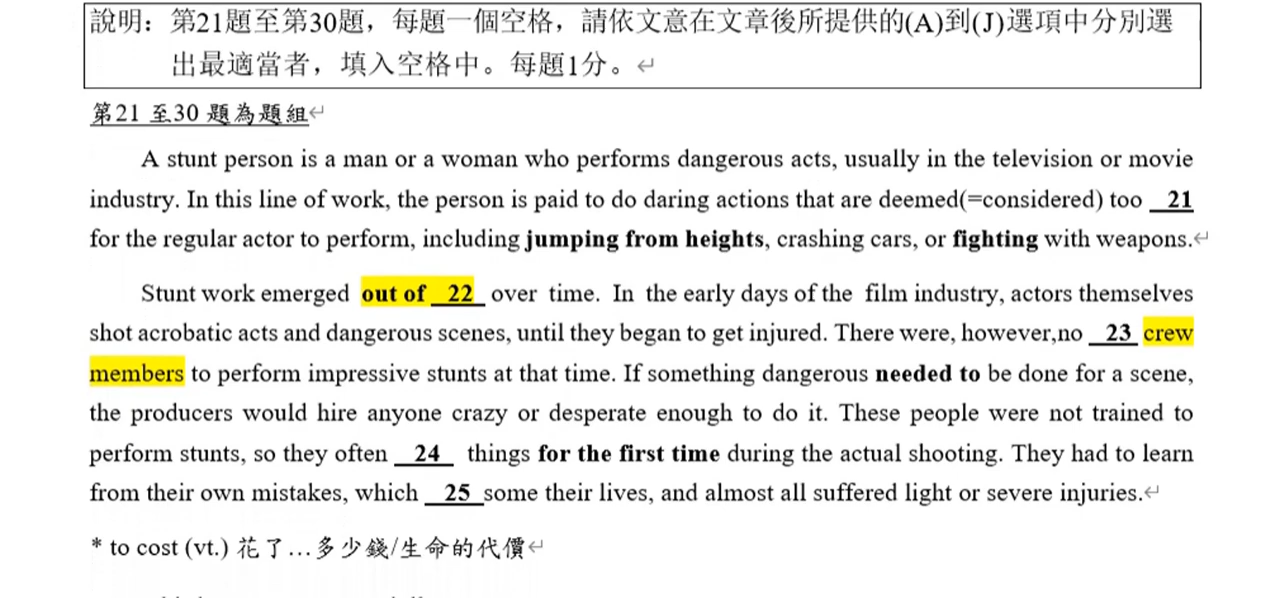 說明：第21題至第30題，每題一個空格，請依文意在文章後所提供的(A)到(J)選項中分別選
出最適當者，填入空格中。每題1分。↵
第21 至30 題為題組↵
A stunt person is a man or a woman who performs dangerous acts, usually in the television or movie
industry. In this line of work, the person is paid to do daring actions that are deemed(=considered) too __21
for the regular actor to perform, including jumping from heights, crashing cars, or fighting with weapons.↵
Stunt work emerged out of __22_ over time. In the early days of the film industry, actors themselves
shot acrobatic acts and dangerous scenes, until they began to get injured. There were, however,no __23_ crew
members to perform impressive stunts at that time. If something dangerous needed to be done for a scene,
the producers would hire anyone crazy or desperate enough to do it. These people were not trained to
perform stunts, so they often __24_ things for the first time during the actual shooting. They had to learn
from their own mistakes, which __25_some their lives, and almost all suffered light or severe injuries.↵
* to cost (vt.) 花了…多少錢/生命的代價↵